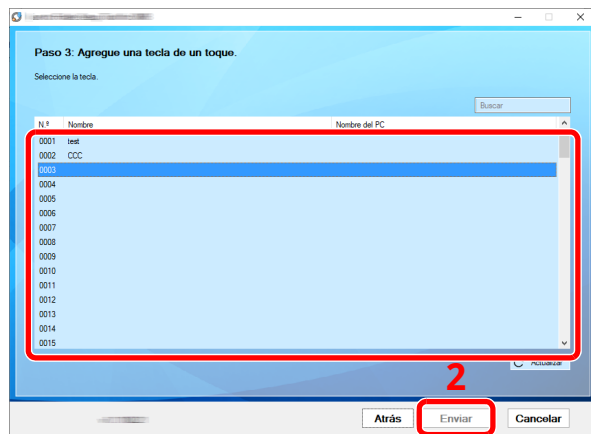 Paso 3: Agregue una tecla de un toque.
Seleccione la tecla.
Buscar
N.º Nombre Nombre del PC
0001 test
0002 CCC
0003
0004
0005
0006
0007
0008
0009
0010
0011
0012
0013
0014
0015
Actualizar
2
Atrás Enviar Cancelar